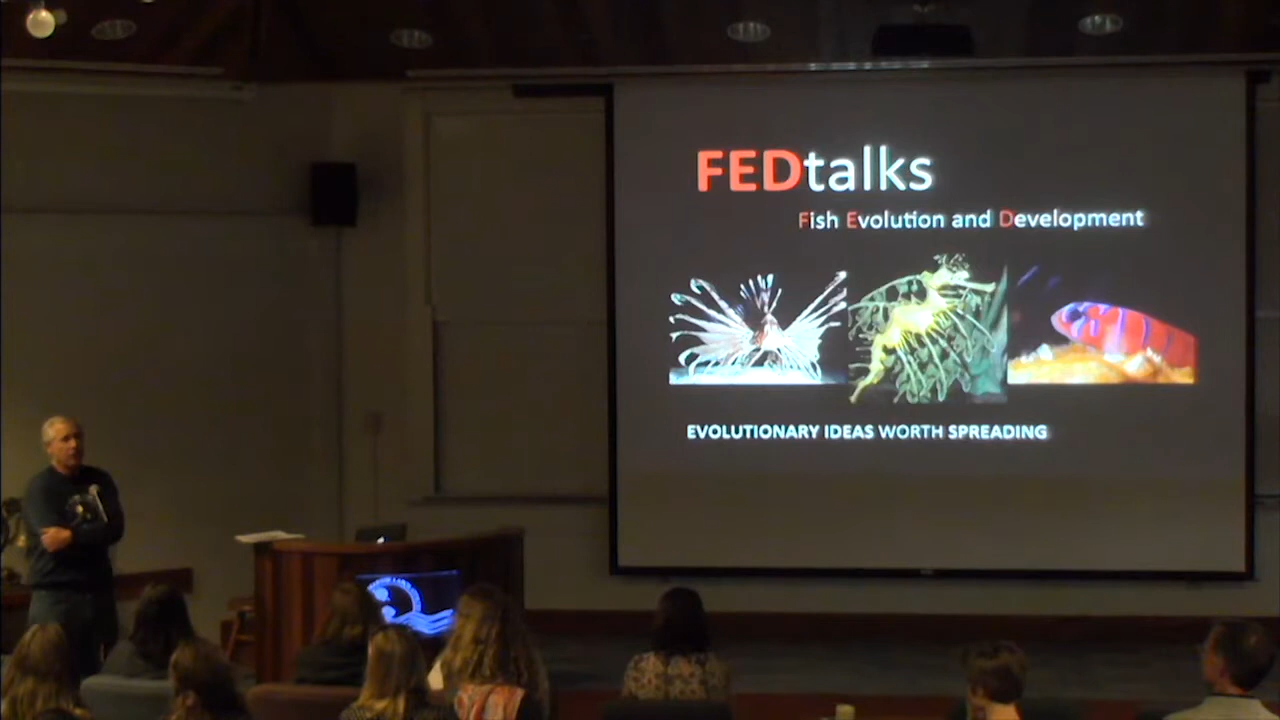 FEDtalks
Fish Evolution and Development
EVOLUTIONARY IDEAS WORTH SPREADING